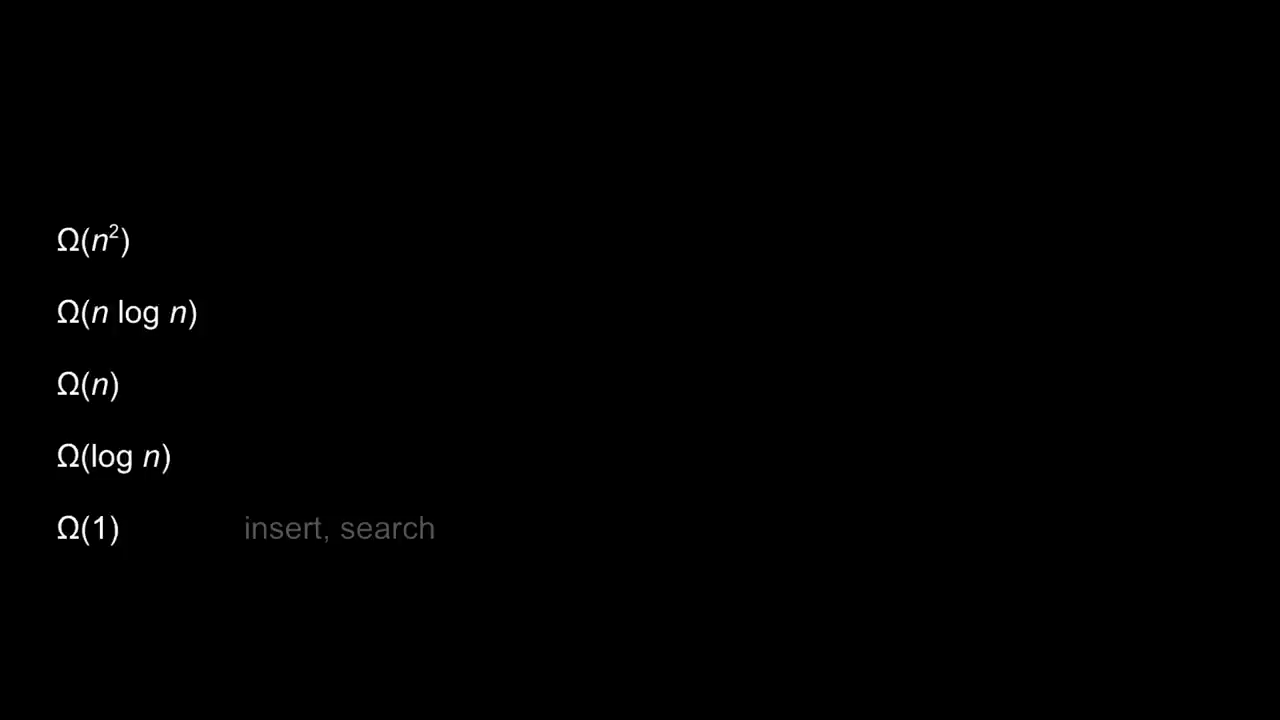 Ω(n²)
Ω(n log n)
Ω(n)
Ω(log n)
Ω(1) insert, search